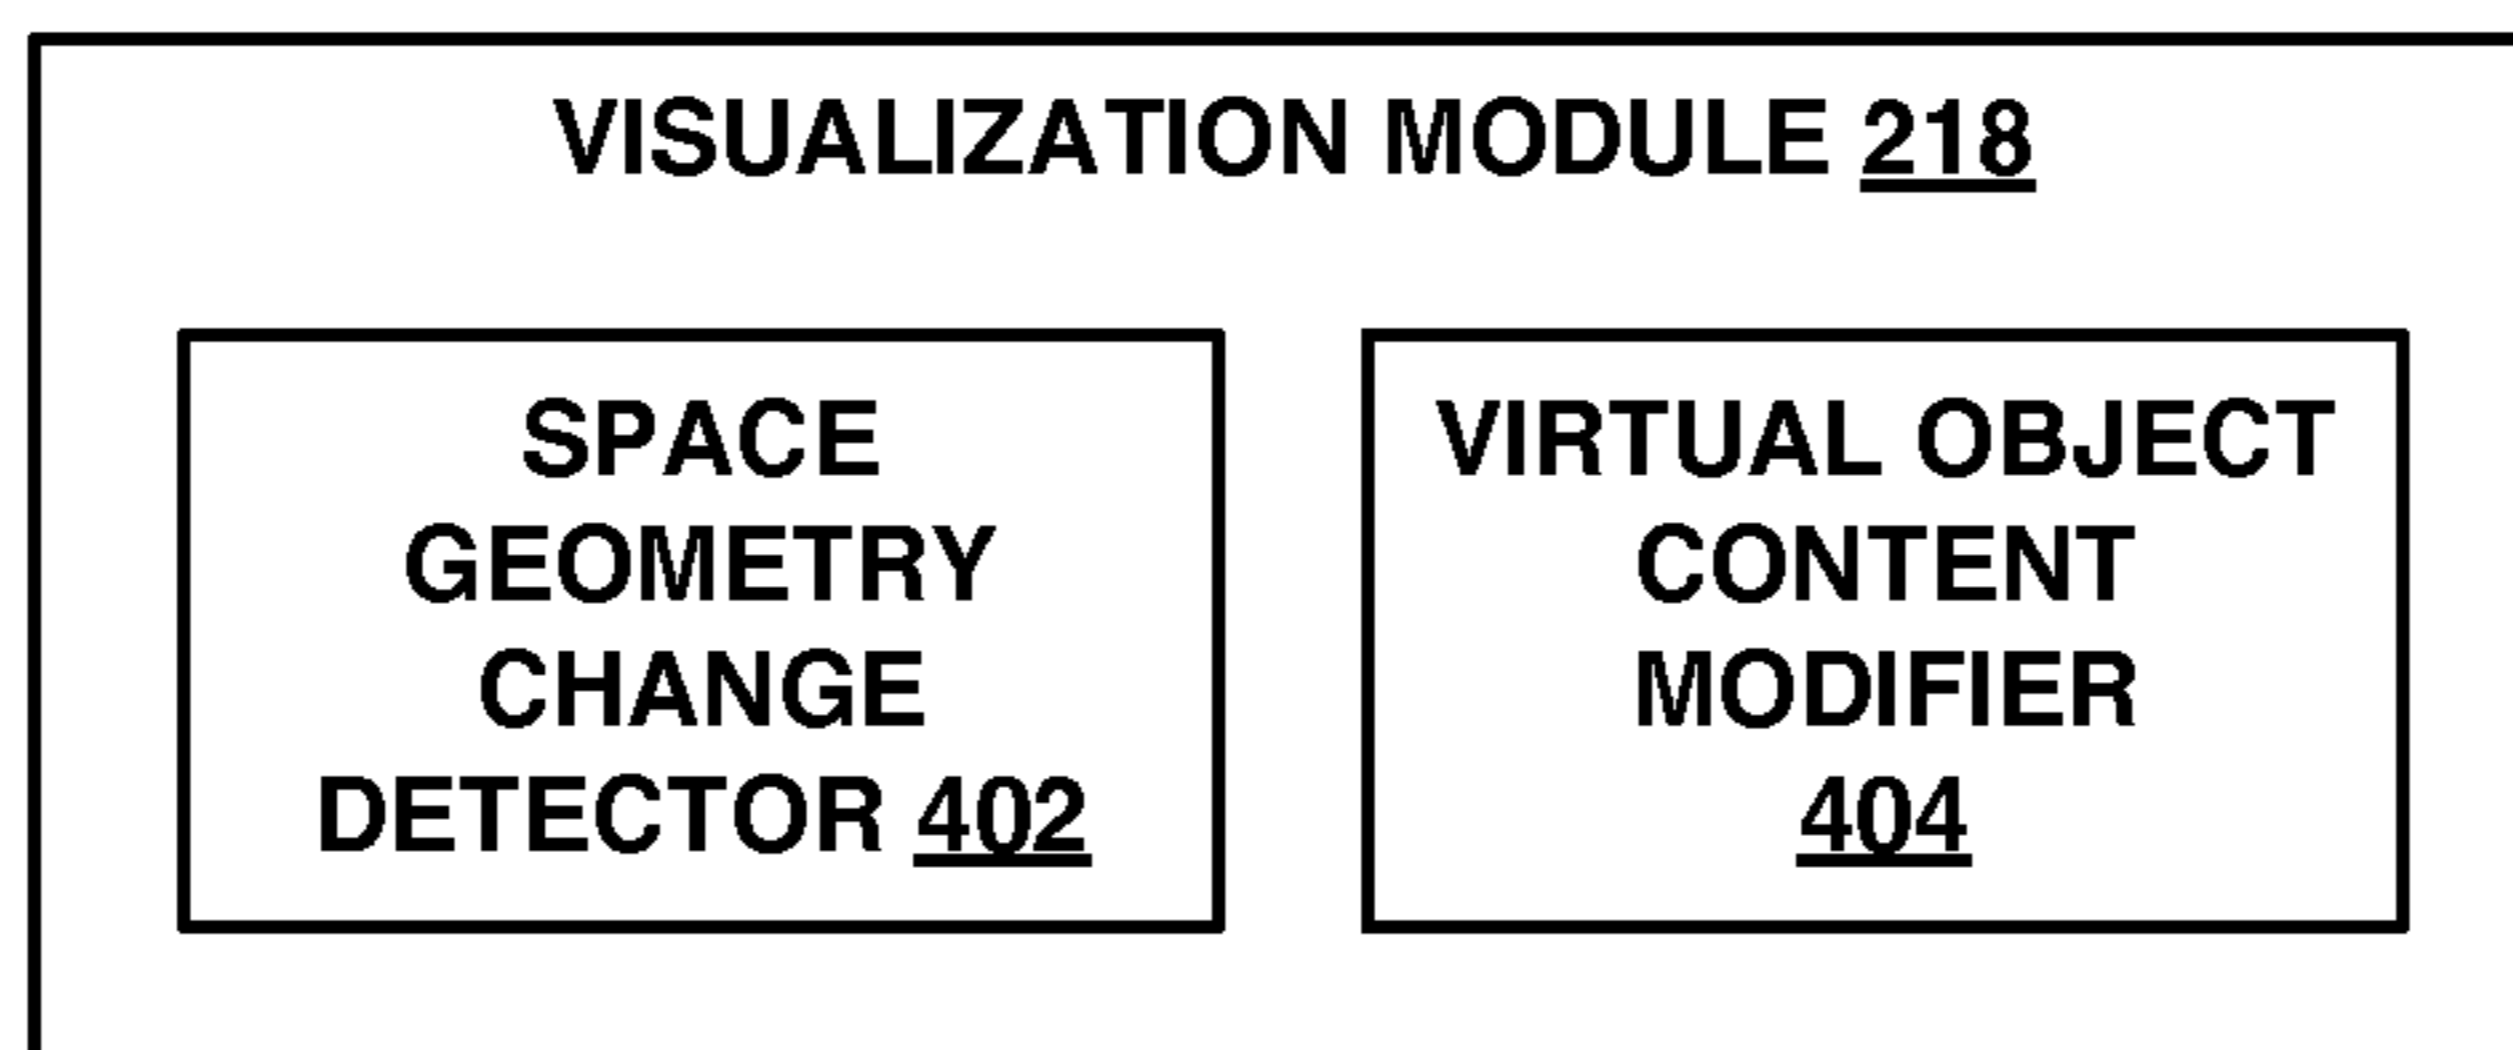 VISUALIZATION MODULE 218
SPACE
GEOMETRY
CHANGE
DETECTOR 402
VIRTUAL OBJECT
CONTENT
MODIFIER
404